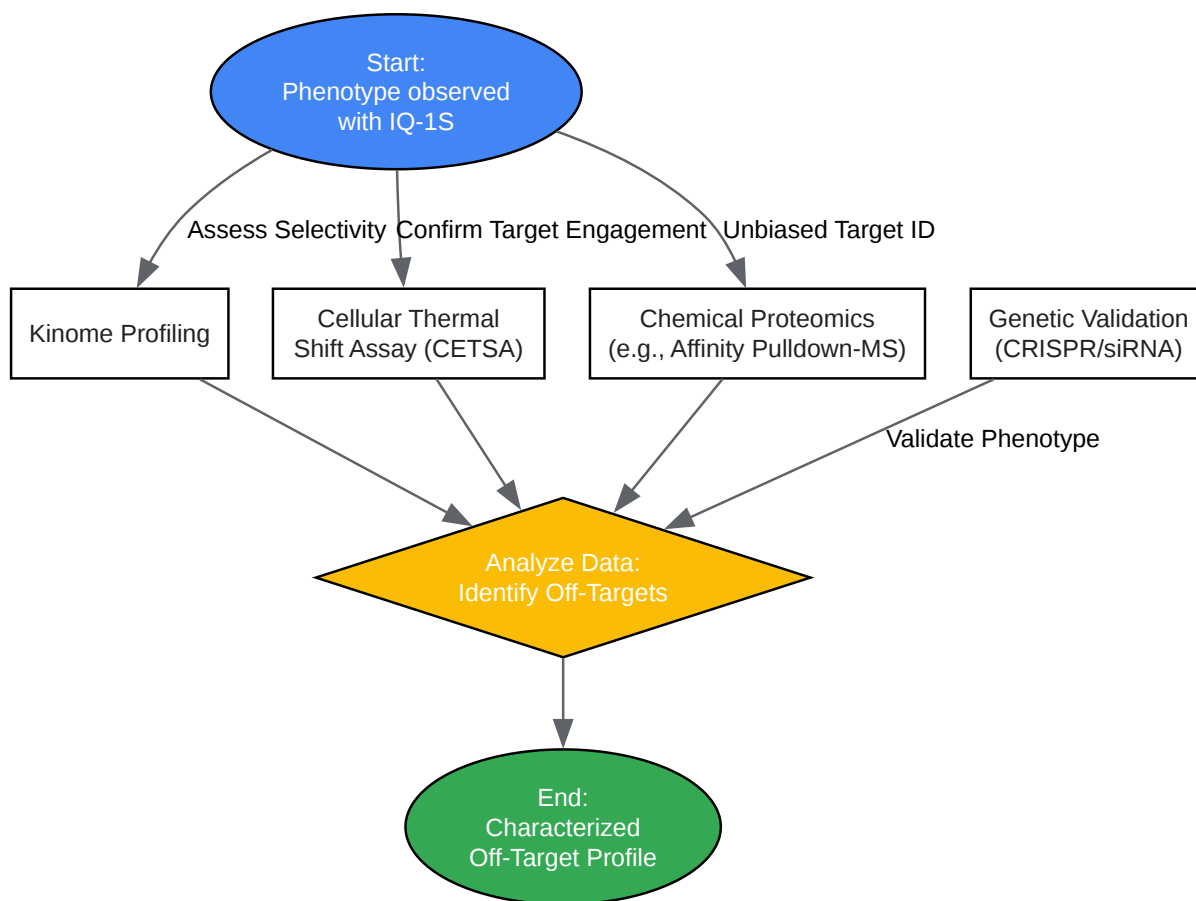 Start:
Phenotype observed
with IQ-1S
Assess Selectivity
Confirm Target Engagement
Unbiased Target ID
Kinome Profiling
Cellular Thermal
Shift Assay (CETSA)
Chemical Proteomics
(e.g., Affinity Pulldown-MS)
Genetic Validation
(CRISPR/siRNA)
Validate Phenotype
Analyze Data:
Identify Off-Targets
End:
Characterized
Off-Target Profile